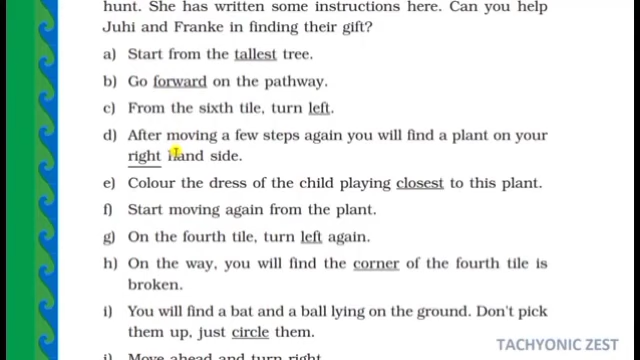 hunt. She has written some instructions here. Can you help
Juhi and Franke in finding their gift?
a) Start from the tallest tree.
b) Go forward on the pathway.
c) From the sixth tile, turn left.
d) After moving a few steps again you will find a plant on your
right hand side.
e) Colour the dress of the child playing closest to this plant.
f) Start moving again from the plant.
g) On the fourth tile, turn left again.
h) On the way, you will find the corner of the fourth tile is
broken.
i) You will find a bat and a ball lying on the ground. Don't pick
them up, just circle them.
j) Move ahead and turn right.
TACHYONIC ZEST